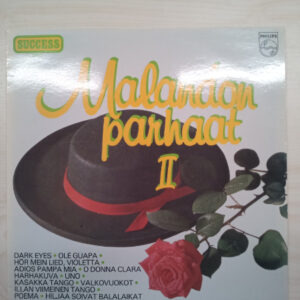 SUCCESS
PHILIPS
Malandon
parhaat
II
DARK EYES • OLE GUAPA •
HÖR MEIN LIED, VIOLETTA •
ADIOS PAMPA MIA • O DONNA CLARA
HARHAKUVA • UNO •
KASAKKA TANGO • VALKOVUOKOT •
ILLAN VIIMEINEN TANGO •
POEMA • HILJAA SOIVAT BALALAIKAT